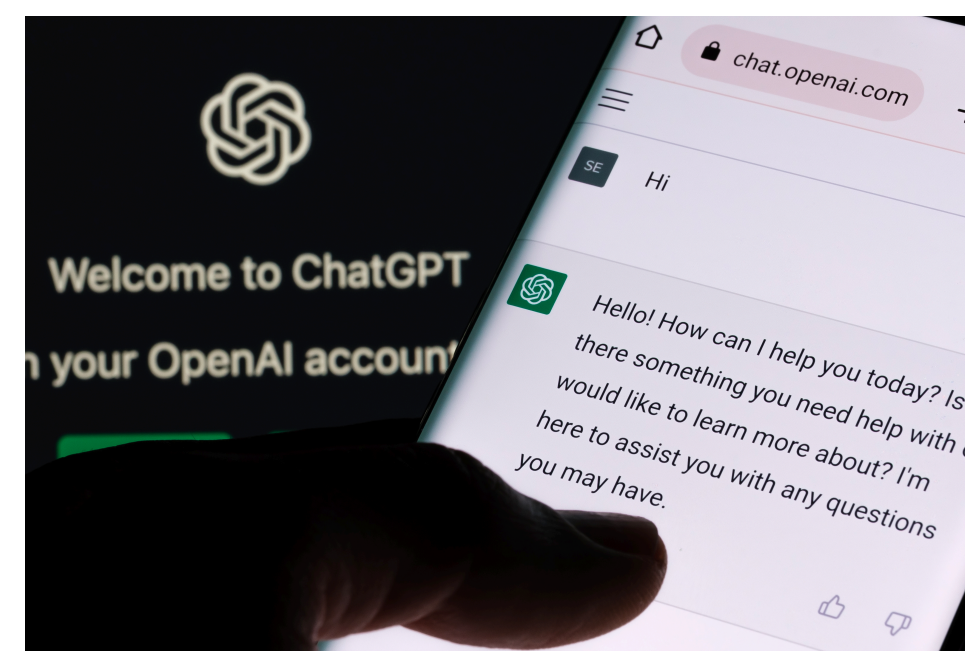 Welcome to ChatGPT
your OpenAI account
chat.openai.com
SE
Hi
Hello! How can I help you today? Is
there something you need help with
would like to learn more about? I'm
here to assist you with any questions
you may have.